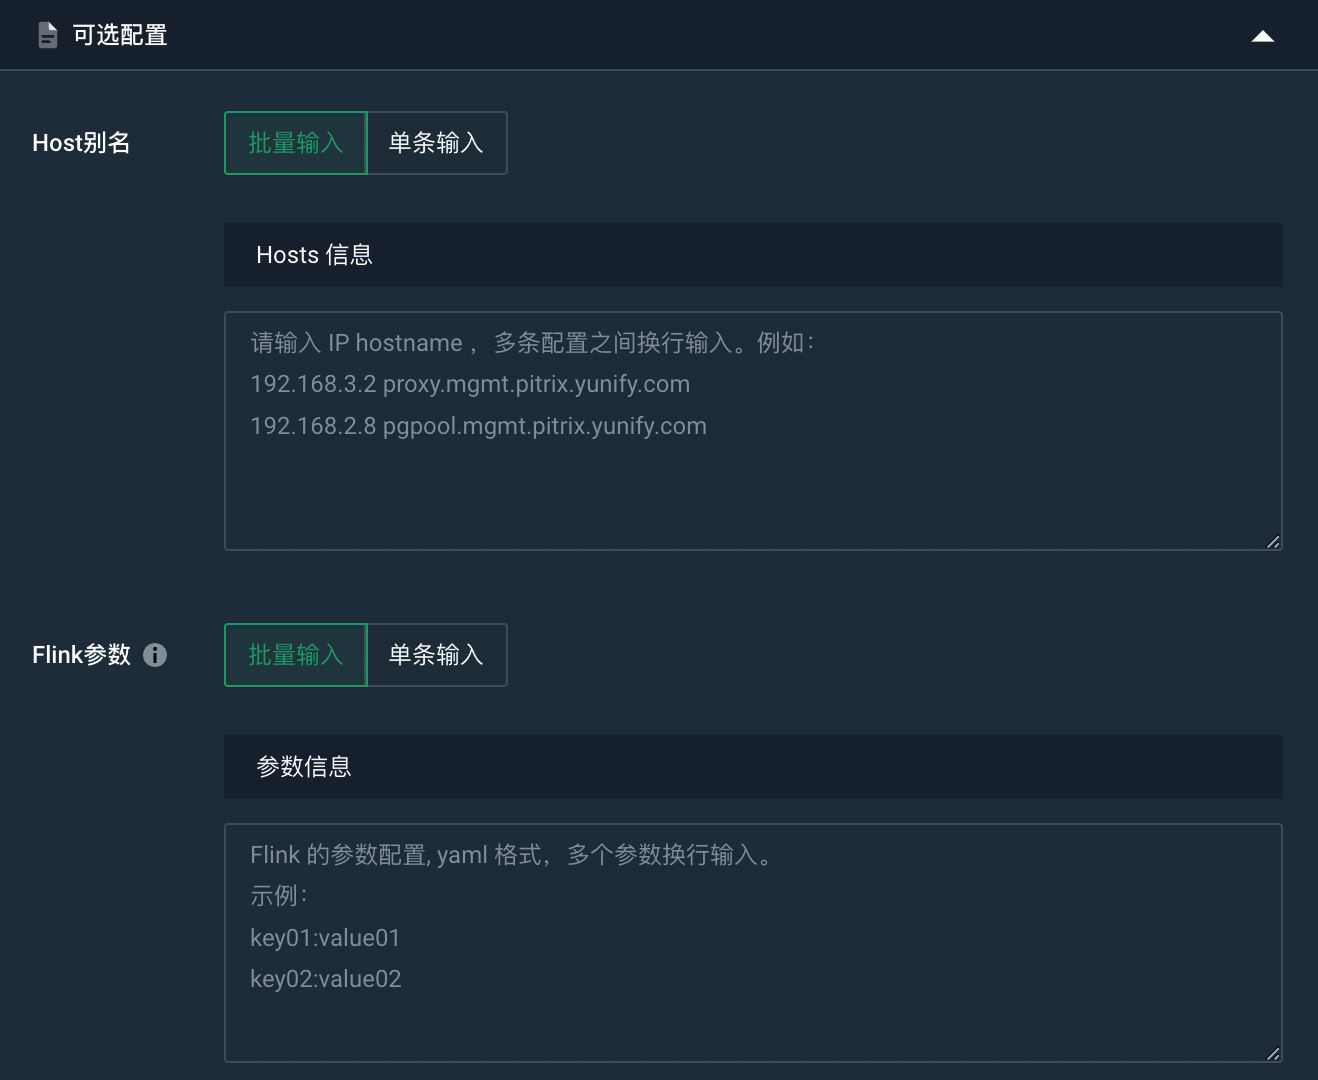 可选配置
Host别名
批量输入
单条输入
Hosts 信息
请输入 IP hostname ，多条配置之间换行输入。例如：
192.168.3.2 proxy.mgmt.pitrix.yunify.com
192.168.2.8 pgpool.mgmt.pitrix.yunify.com
Flink参数
批量输入
单条输入
参数信息
Flink 的参数配置, yaml 格式，多个参数换行输入。
示例：
key01:value01
key02:value02